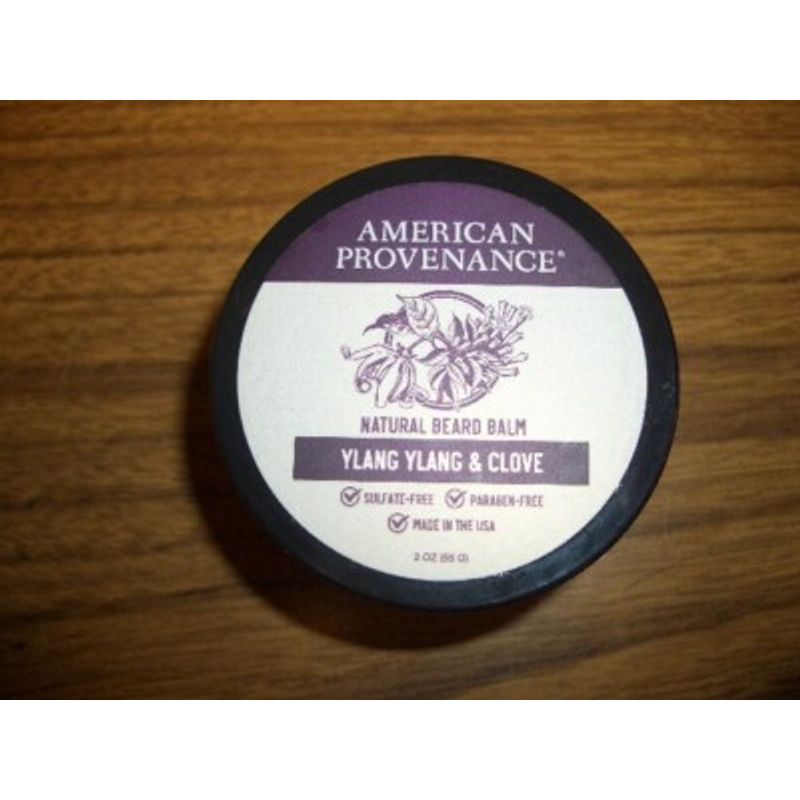 AMERICAN
PROVENANCE®
NATURAL BEARD BALM
YLANG YLANG & CLOVE
SULFATE-FREE PARABEN-FREE
MADE IN THE USA
2 OZ